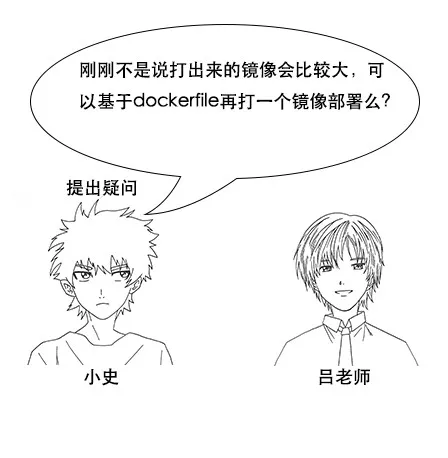 刚刚不是说打出来的镜像会比较大，可
以基于dockerfile再打一个镜像部署么？
提出疑问
小史
吕老师